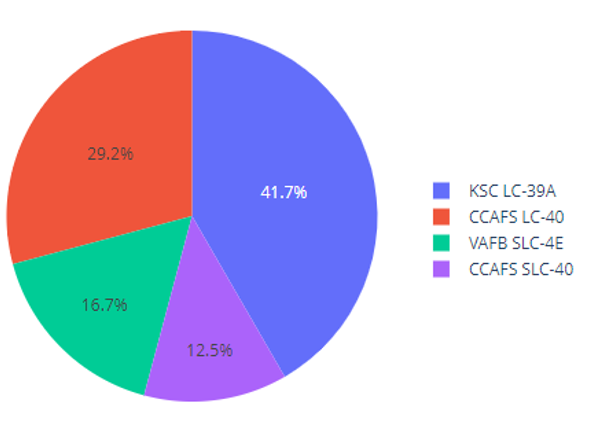 29.2%
41.7%
16.7%
12.5%
KSC LC-39A
CCAFS LC-40
VAFB SLC-4E
CCAFS SLC-40